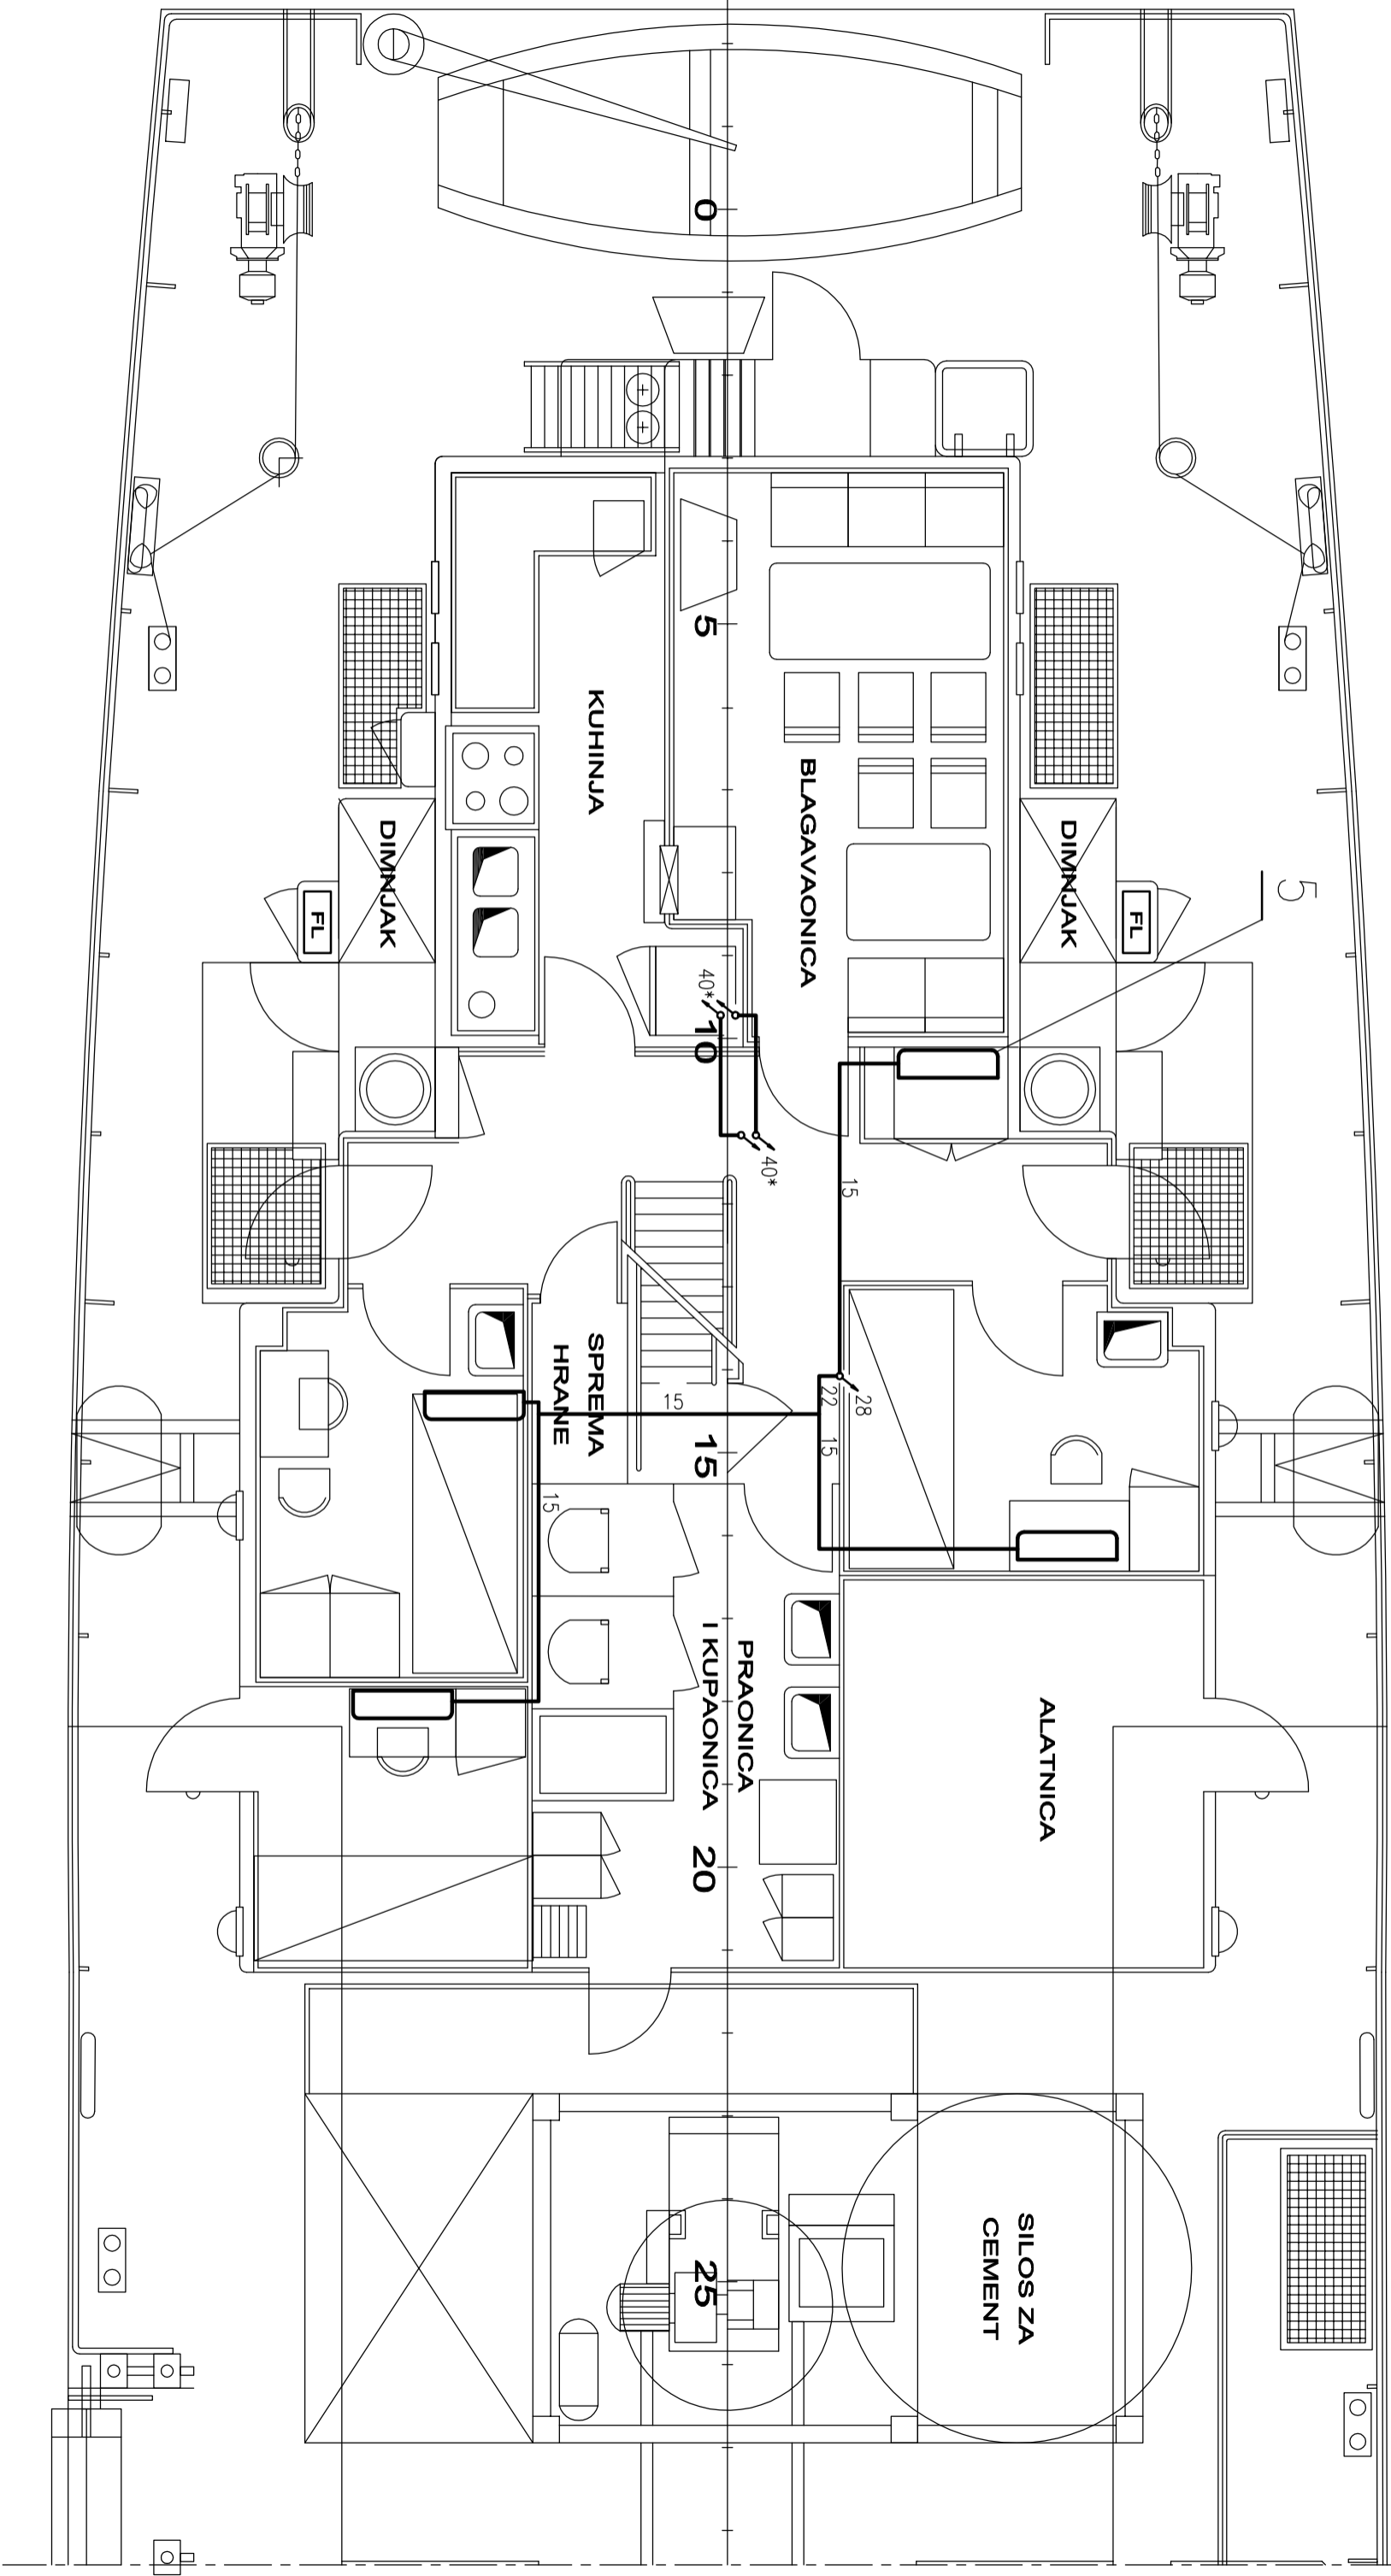 0
5
KUHINJA
BLAGAVAONICA
DIMNJAK
DIMNJAK
5
FL
FL
40*
10
40*
15
SPREMA
HRANE
15
22
28
15
15
15
PRAONICA
I KUPAONICA
ALATNICA
20
SILOS ZA
CEMENT
25